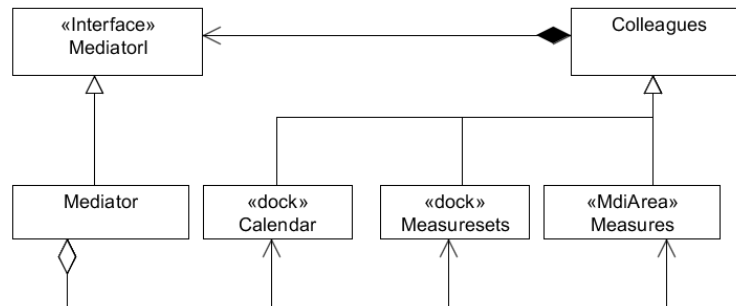 «Interface»
MediatorI
Colleagues
Mediator
«dock»
Calendar
«dock»
Measuresets
«MdiArea»
Measures